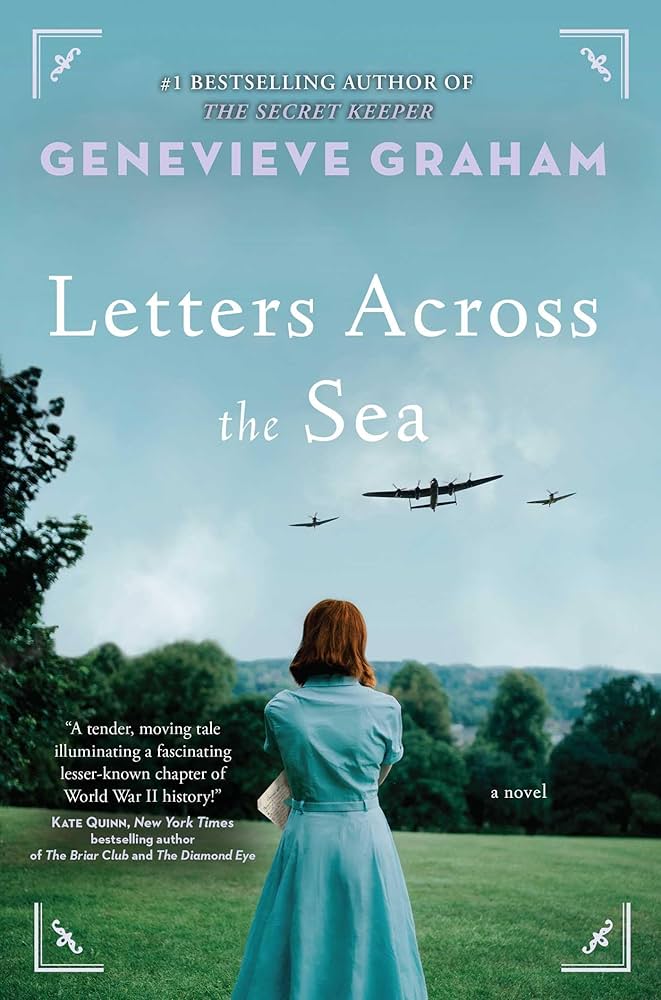 #1 BESTSELLING AUTHOR OF
THE SECRET KEEPER
GENEVIEVE GRAHAM
Letters Across
the Sea
“A tender, moving tale
illuminating a fascinating
lesser-known chapter of
World War II history!”
KATE QUINN, New York Times
bestselling author
of The Briar Club and The Diamond Eye
a novel